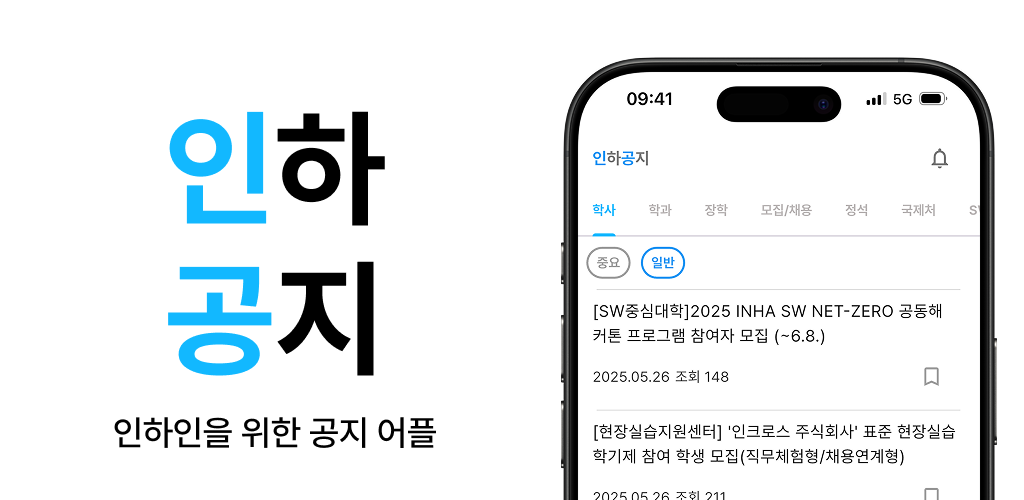 인하
공지
인하인을 위한 공지 어플
09:41
5G
인하공지
학사 학과 장학 모집/채용 정석 국제처
중요 일반
[SW중심대학]2025 INHA SW NET-ZERO 공동해
커톤 프로그램 참여자 모집 (~6.8.)
2025.05.26 조회 148
[현장실습지원센터] '인크로스 주식회사' 표준 현장실습
학기제 참여 학생 모집(직무체험형/채용연계형)
2025.05.26 조회 211